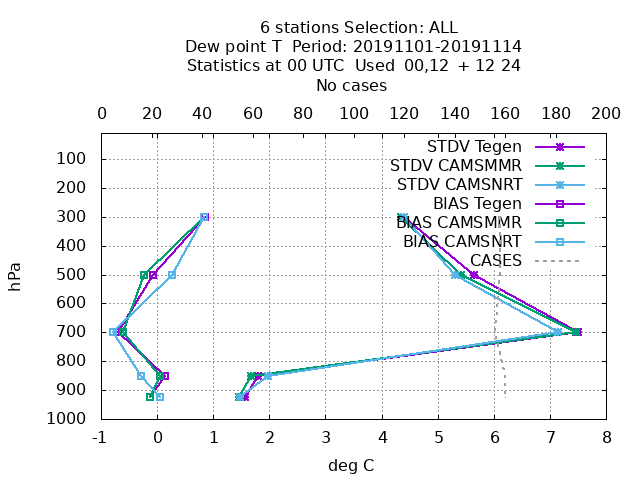 6 stations Selection: ALL
Dew point T  Period: 20191101-20191114
Statistics at 00 UTC  Used  00,12  + 12 24
No cases
0 20 40 60 80 100 120 140 160 180 200
STDV Tegen
STDV CAMSMMR
STDV CAMSNRT
BIAS Tegen
BIAS CAMSMMR
BIAS CAMSNRT
CASES
hPa
100
200
300
400
500
600
700
800
900
1000
-1 0 1 2 3 4 5 6 7 8
deg C